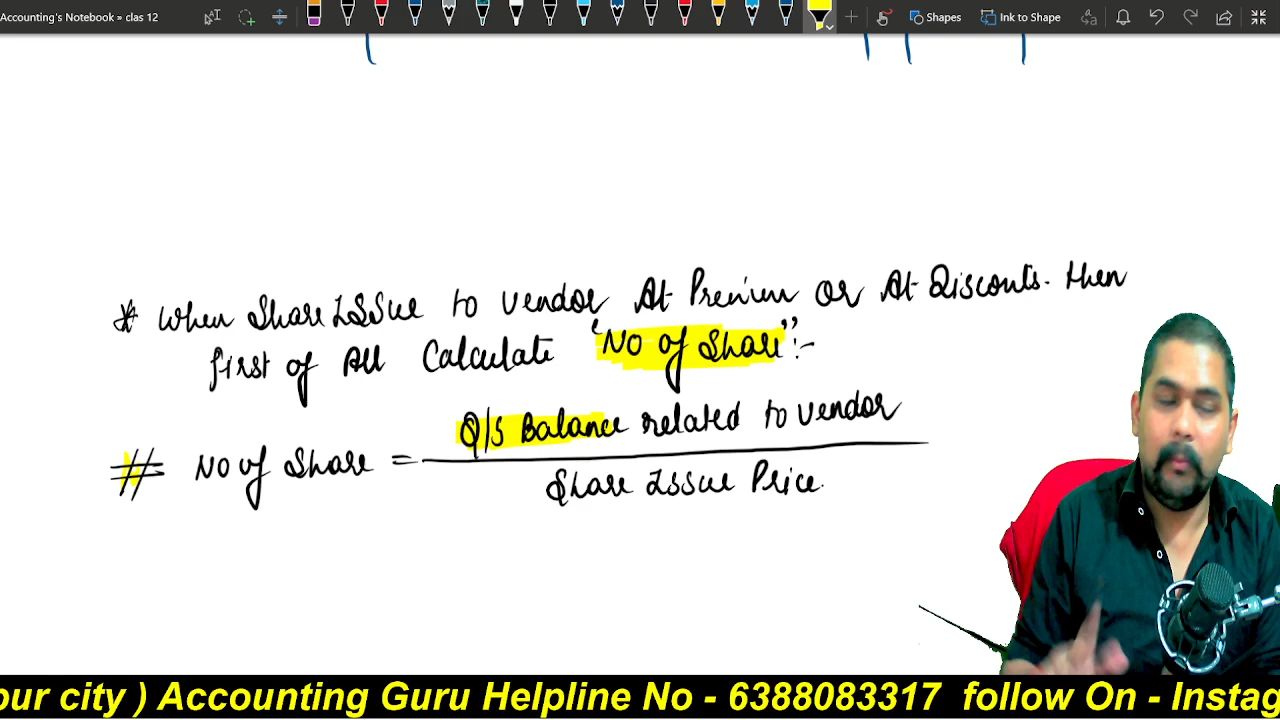 Accounting's Notebook » clas 12
Shapes
Ink to Shape
* When Share Issue to vendor At Premium OR At Disconts. then
first of All Calculate "No of Share" :-
# No of Share = Q/S Balance related to vendor
Share Issue Price.
pur city ) Accounting Guru Helpline No - 6388083317 follow On - Instag